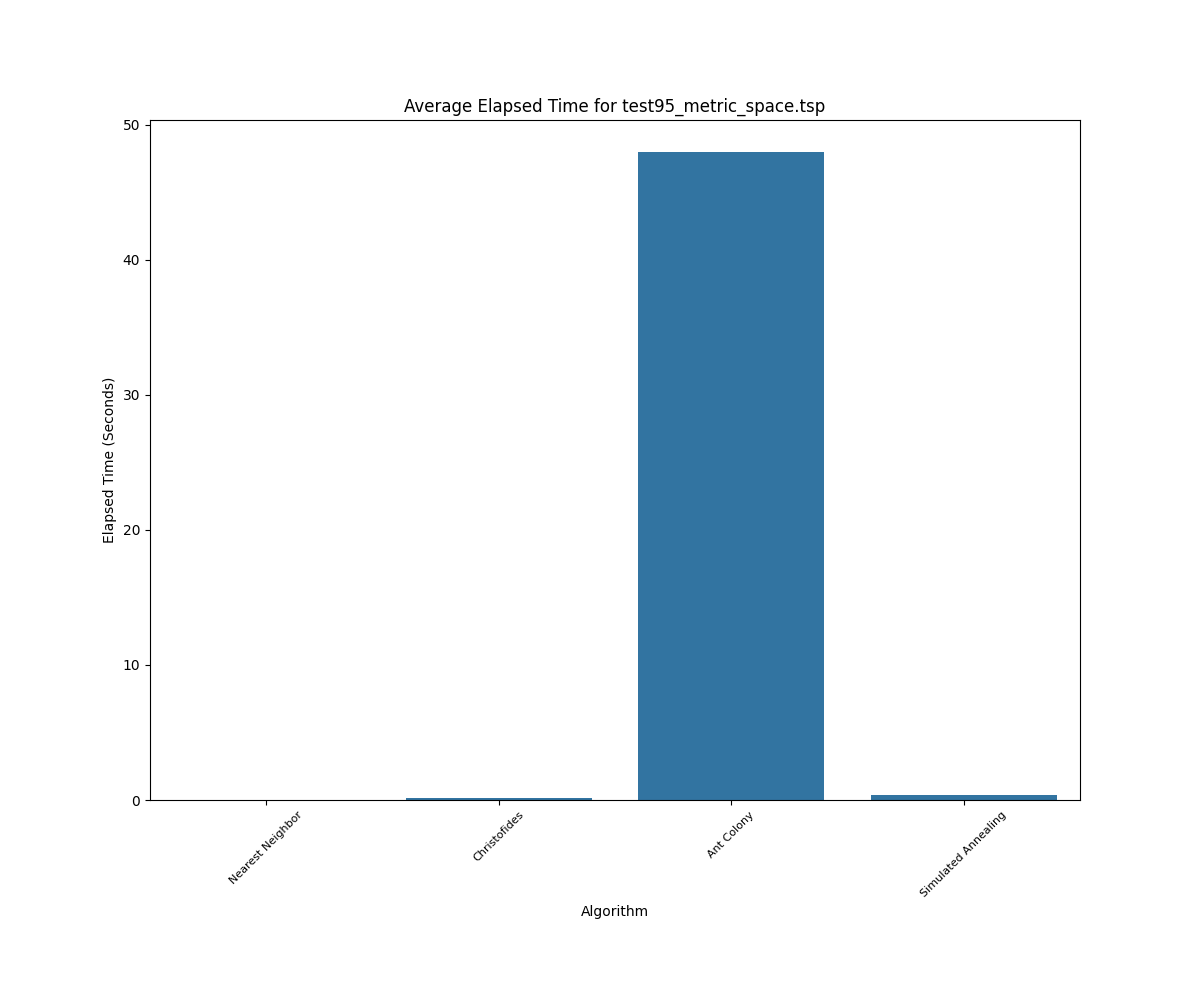 Average Elapsed Time for test95_metric_space.tsp
50
40
30
20
10
0
Elapsed Time (Seconds)
Nearest Neighbor
Christofides
Ant Colony
Simulated Annealing
Algorithm